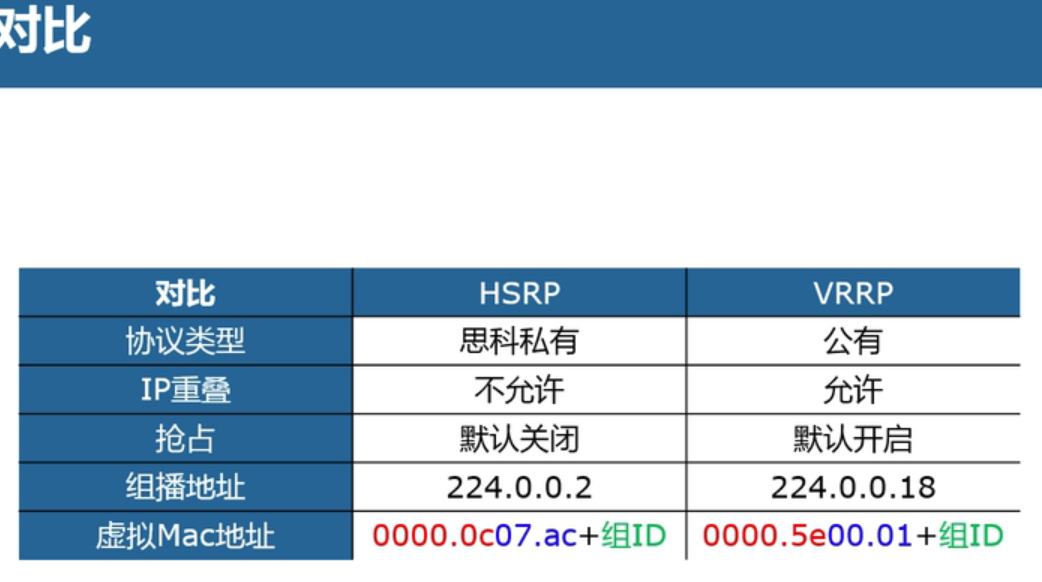 对比
对比 HSRP VRRP
协议类型 思科私有 公有
IP重叠 不允许 允许
抢占 默认关闭 默认开启
组播地址 224.0.0.2 224.0.0.18
虚拟Mac地址 0000.0c07.ac+组ID 0000.5e00.01+组ID